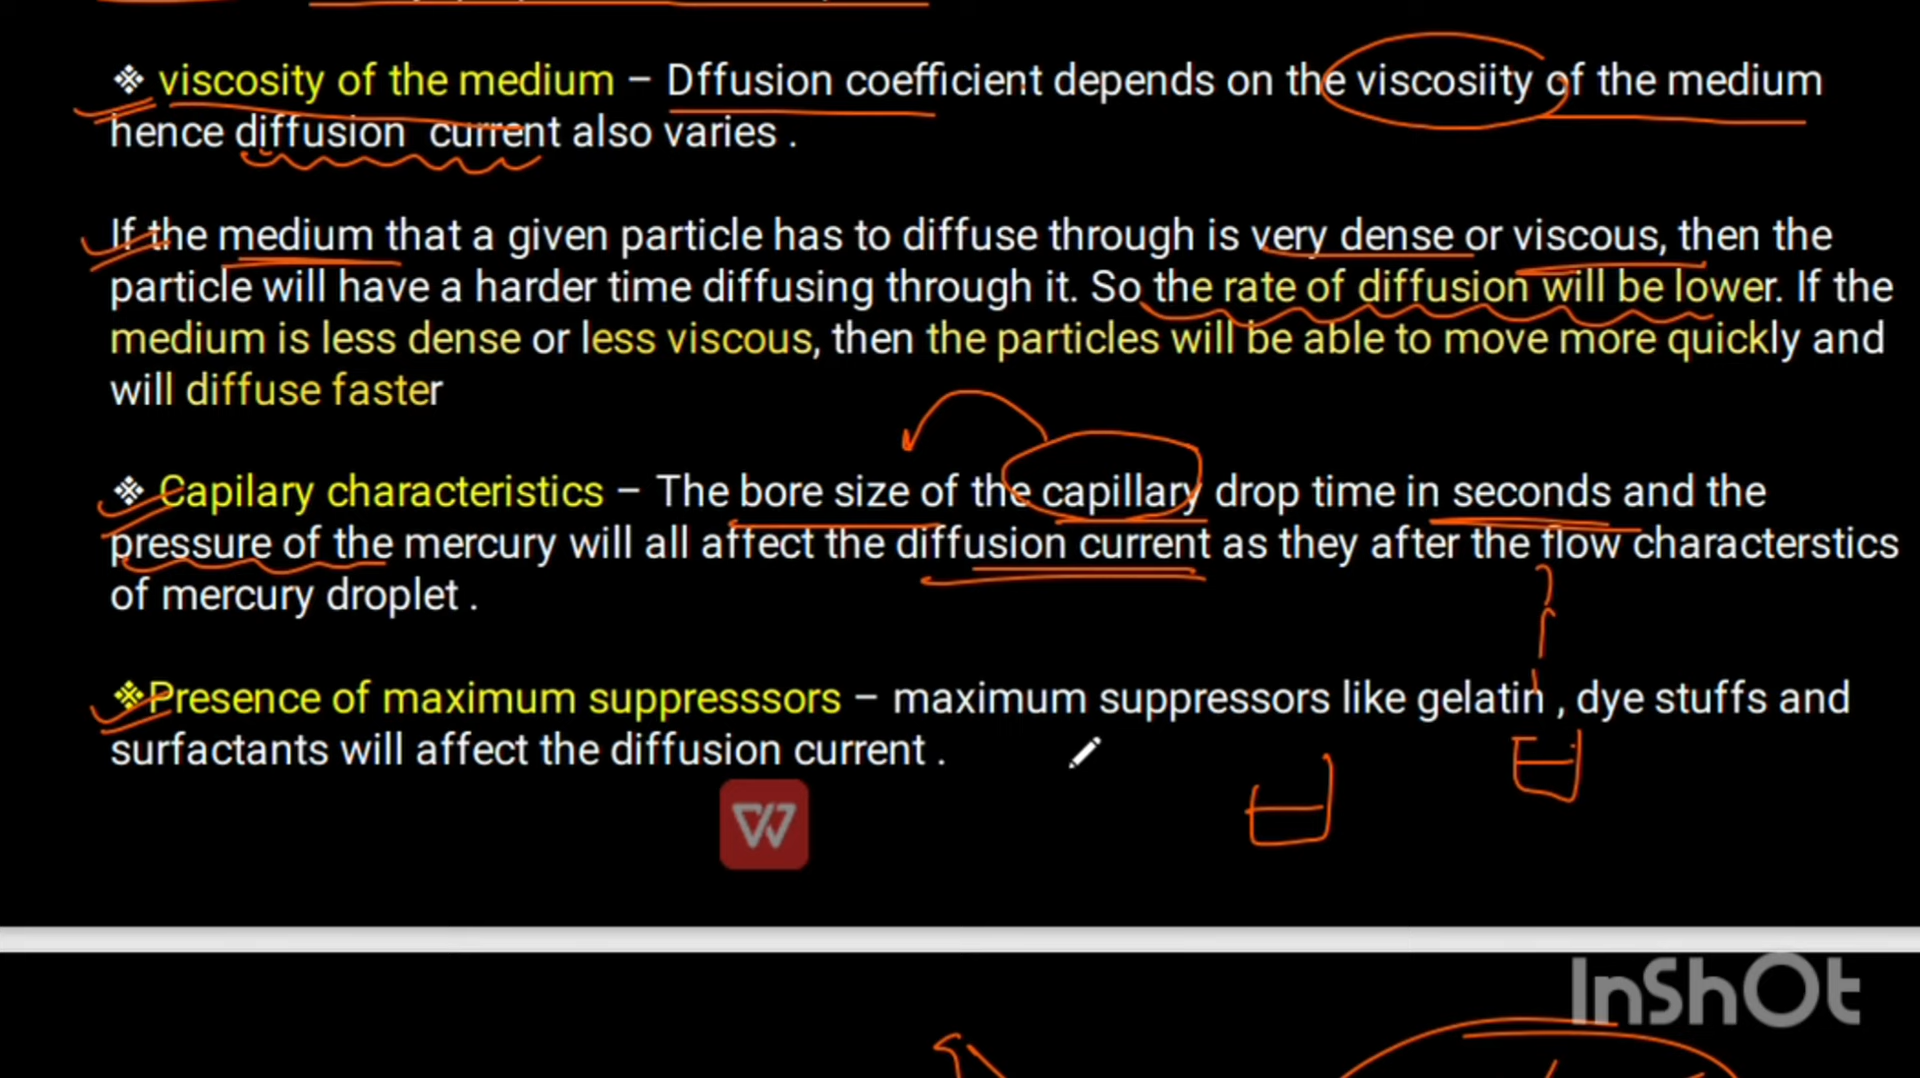 ❖ viscosity of the medium – Dffusion coefficient depends on the viscosiity of the medium
hence diffusion current also varies .
If the medium that a given particle has to diffuse through is very dense or viscous, then the
particle will have a harder time diffusing through it. So the rate of diffusion will be lower. If the
medium is less dense or less viscous, then the particles will be able to move more quickly and
will diffuse faster
❖ Capilary characteristics – The bore size of the capillary drop time in seconds and the
pressure of the mercury will all affect the diffusion current as they after the flow characterstics
of mercury droplet .
❖Presence of maximum suppresssors – maximum suppressors like gelatin , dye stuffs and
surfactants will affect the diffusion current .
W
InShOt